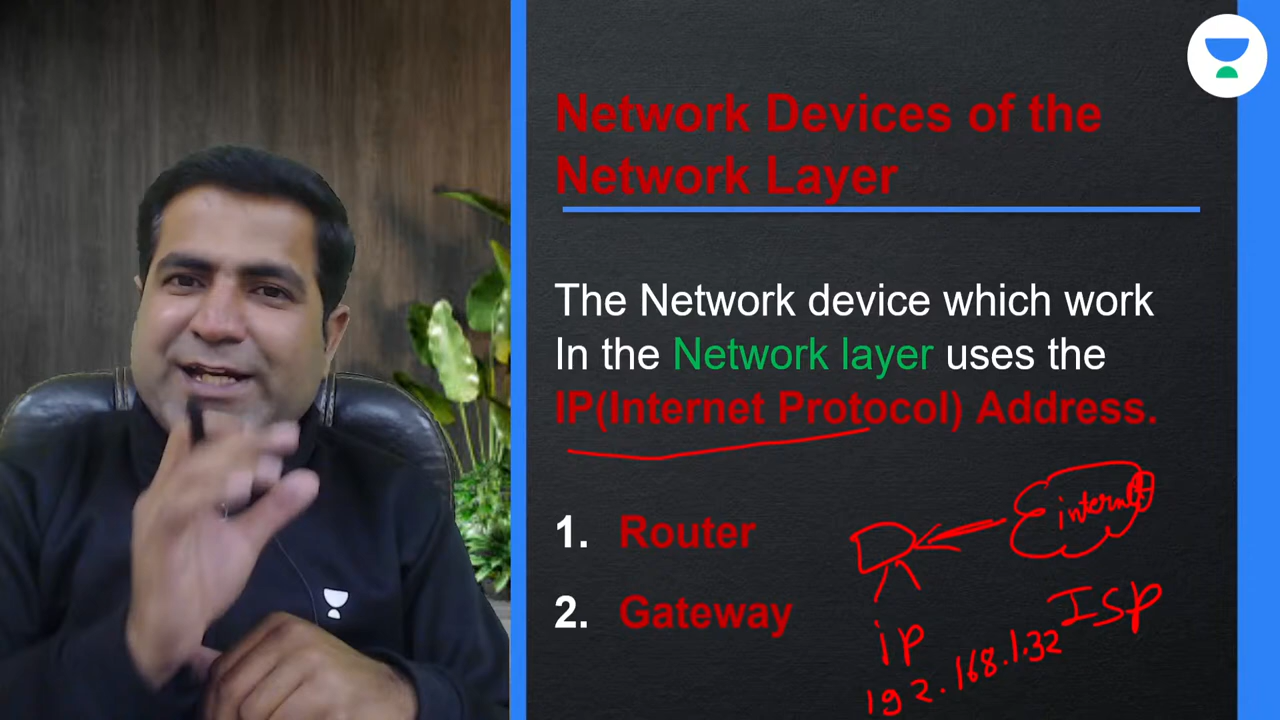 Network Devices of the
Network Layer
The Network device which work
In the Network layer uses the
IP(Internet Protocol) Address.
1. Router
2. Gateway
internet
ISP
ip
192.168.1.32